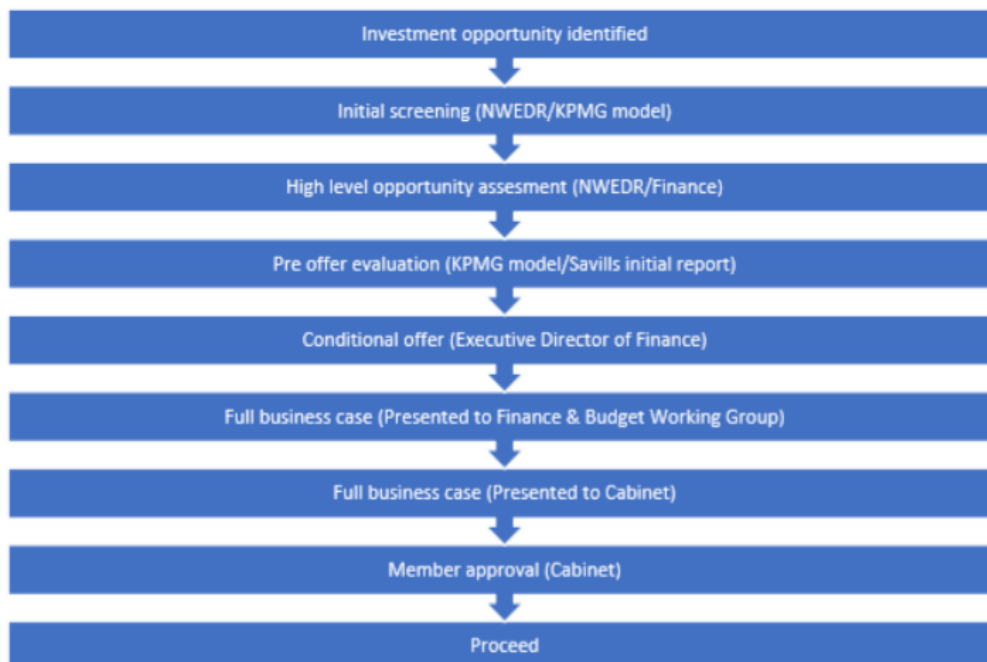 Investment opportunity identified
Initial screening (NWEDR/KPMG model)
High level opportunity assesment (NWEDR/Finance)
Pre offer evaluation (KPMG model/Savills initial report)
Conditional offer (Executive Director of Finance)
Full business case (Presented to Finance & Budget Working Group)
Full business case (Presented to Cabinet)
Member approval (Cabinet)
Proceed